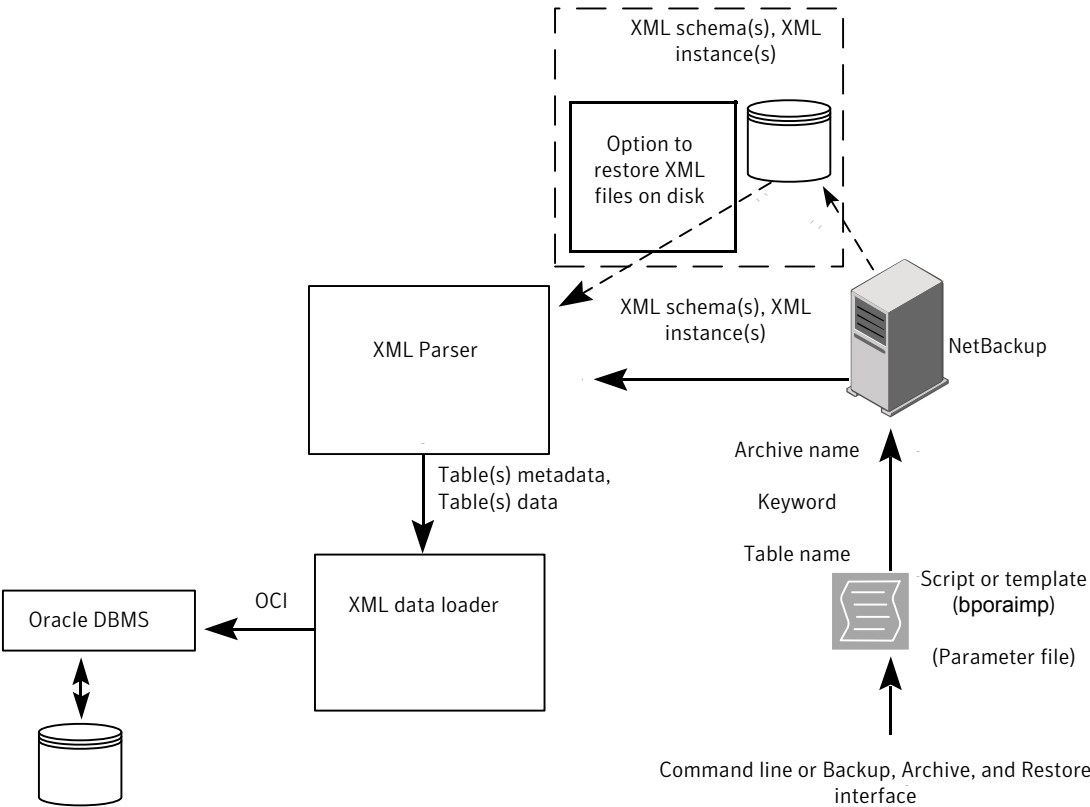 XML schema(s), XML
instance(s)
Option to
restore XML
files on disk
XML schema(s), XML
instance(s)
XML Parser
NetBackup
Archive name
Keyword
Table name
Table(s) metadata,
Table(s) data
Script or template
(bporaimp)
(Parameter file)
OCI
XML data loader
Oracle DBMS
Command line or Backup, Archive, and Restore
interface